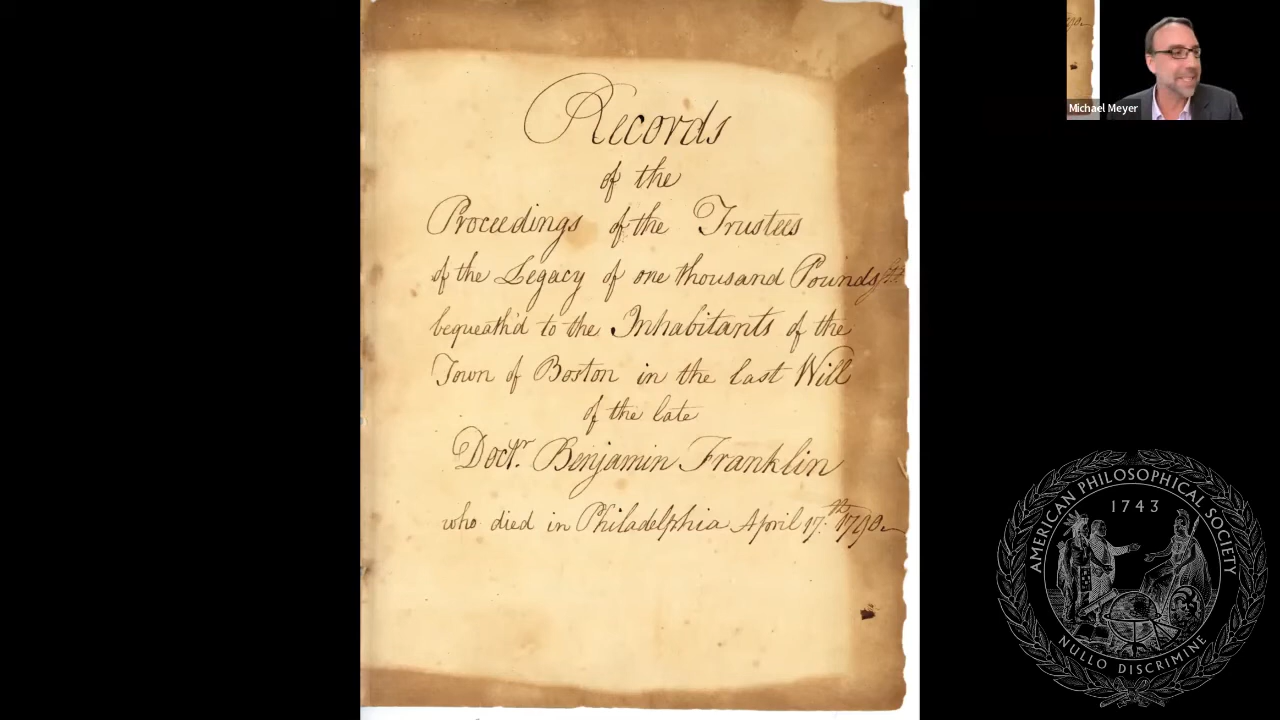 Records
of the
Proceedings of the Trustees
of the Legacy of one thousand Pounds
bequeath'd to the Inhabitants of the
Town of Boston in the last Will
of the late
Doctr. Benjamin Franklin
who died in Philadelphia April 17.th 1790.
Michael Meyer
AMERICAN PHILOSOPHICAL SOCIETY
1743
NULLO DISCRIMINE